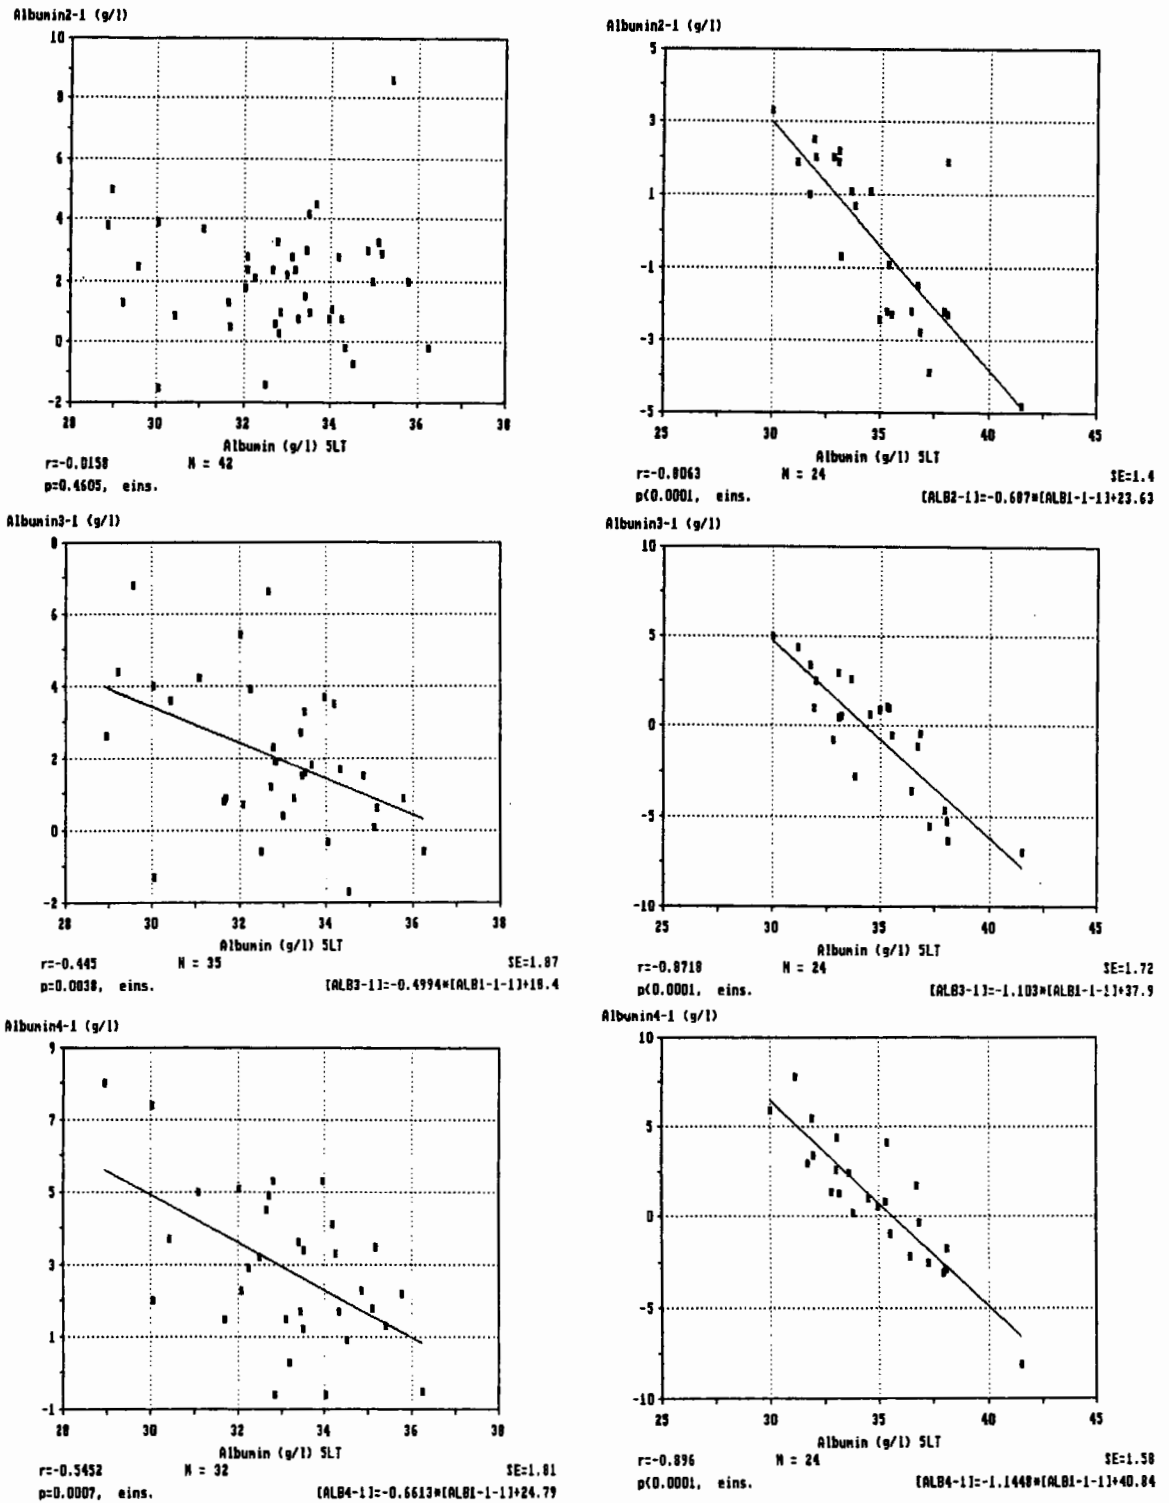 Albumin2-1 (g/l)
10
8
6
4
2
0
-2
28 30 32 34 36 38
Albumin (g/l) 5LT
r=-0.0158 N = 42
p=0.4605, eins.
Albumin2-1 (g/l)
5
3
1
-1
-3
-5
25 30 35 40 45
Albumin (g/l) 5LT
r=-0.8063 N = 24 SE=1.4
p<0.0001, eins. [ALB2-1]=-0.687*[ALB1-1-1]+23.63
Albumin3-1 (g/l)
8
6
4
2
0
-2
28 30 32 34 36 38
Albumin (g/l) 5LT
r=-0.445 N = 35 SE=1.87
p=0.0038, eins. [ALB3-1]=-0.4994*[ALB1-1-1]+18.4
Albumin3-1 (g/l)
10
5
0
-5
-10
25 30 35 40 45
Albumin (g/l) 5LT
r=-0.8718 N = 24 SE=1.72
p<0.0001, eins. [ALB3-1]=-1.103*[ALB1-1-1]+37.9
Albumin4-1 (g/l)
9
7
5
3
1
-1
28 30 32 34 36 38
Albumin (g/l) 5LT
r=-0.5452 N = 32 SE=1.81
p=0.0007, eins. [ALB4-1]=-0.6613*[ALB1-1-1]+24.79
Albumin4-1 (g/l)
10
5
0
-5
-10
25 30 35 40 45
Albumin (g/l) 5LT
r=-0.896 N = 24 SE=1.58
p<0.0001, eins. [ALB4-1]=-1.1448*[ALB1-1-1]+40.84